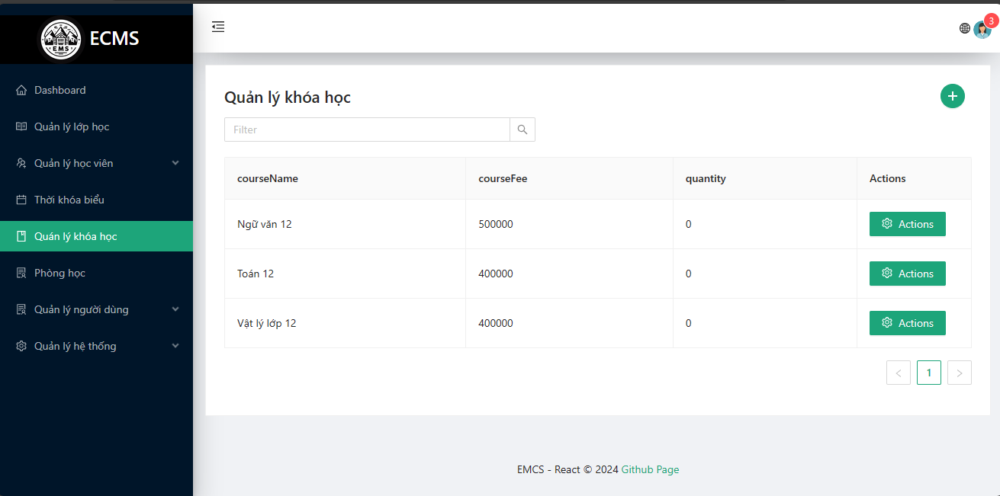 EMS
ECMS
3
Dashboard
Quản lý lớp học
Quản lý học viên
Thời khóa biểu
Quán lý khóa học
Phòng học
Quản lý người dùng
Quản lý hệ thống
Quản lý khóa học
Filter
courseName courseFee quantity Actions
Ngữ văn 12 500000 0 Actions
Toán 12 400000 0 Actions
Vật lý lớp 12 400000 0 Actions
< 1 >
EMCS - React © 2024 Github Page